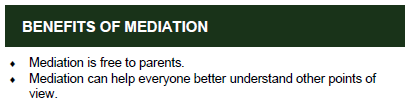 BENEFITS OF MEDIATION
♦ Mediation is free to parents.
♦ Mediation can help everyone better understand other points of
view.